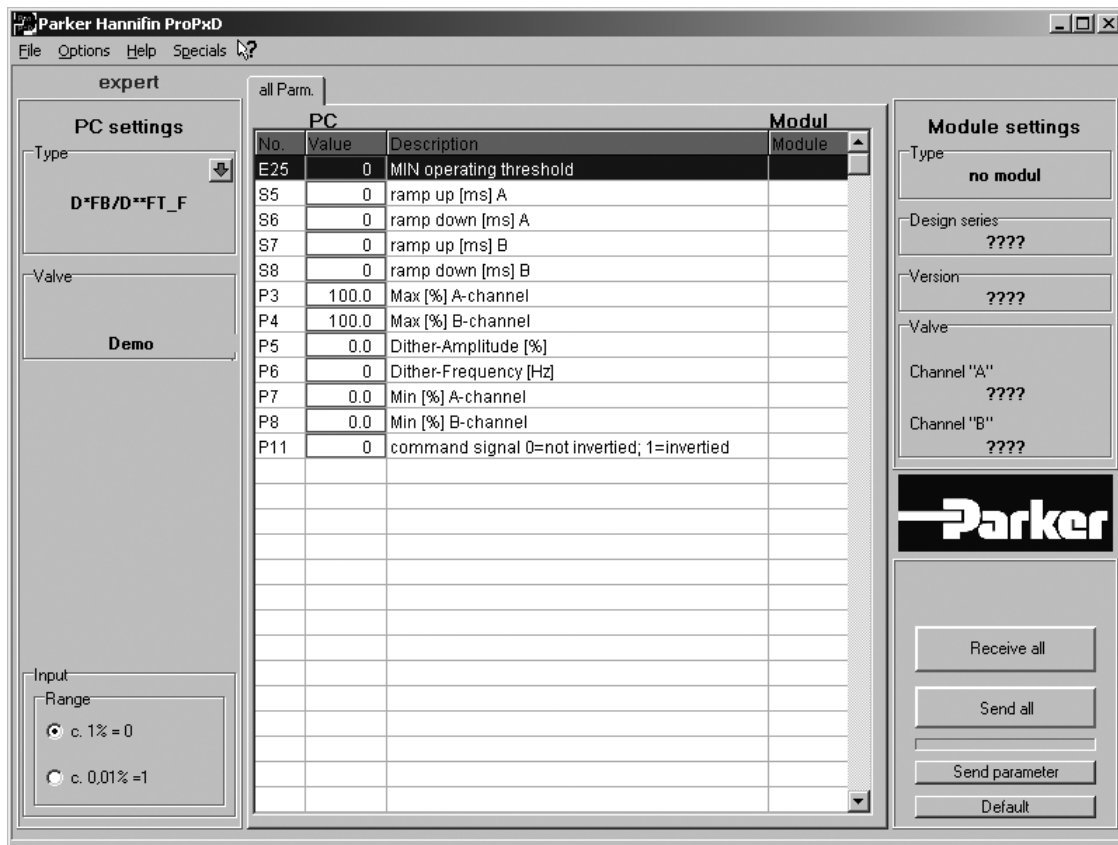 Parker Hannifin ProPxD
File Options Help Specials
expert
PC settings
Type
D*FB/D**FT_F
Valve
Demo
Input
Range
c. 1% = 0
c. 0,01% =1
all Parm.
PC Modul
No. Value Description Module
E25 0 MIN operating threshold
S5 0 ramp up [ms] A
S6 0 ramp down [ms] A
S7 0 ramp up [ms] B
S8 0 ramp down [ms] B
P3 100.0 Max [%] A-channel
P4 100.0 Max [%] B-channel
P5 0.0 Dither-Amplitude [%]
P6 0 Dither-Frequency [Hz]
P7 0.0 Min [%] A-channel
P8 0.0 Min [%] B-channel
P11 0 command signal 0=not invertied; 1=invertied
Module settings
Type
no modul
Design series
????
Version
????
Valve
Channel "A"
????
Channel "B"
????
Parker
Receive all
Send all
Send parameter
Default